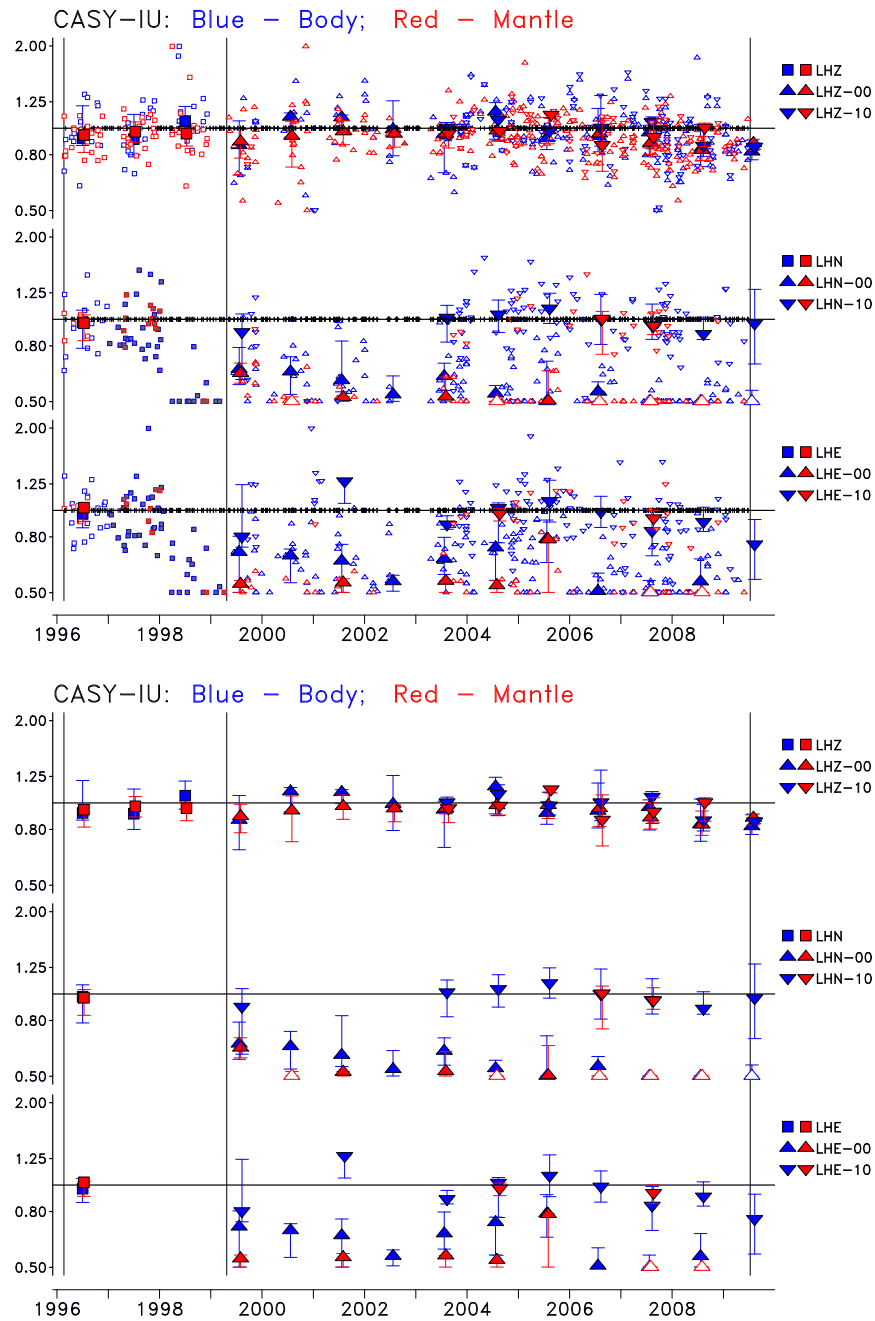 CASY-IU: Blue - Body; Red - Mantle
2.00
1.25
0.80
0.50
LHZ
LHZ-00
LHZ-10
2.00
1.25
0.80
0.50
LHN
LHN-00
LHN-10
2.00
1.25
0.80
0.50
LHE
LHE-00
LHE-10
1996 1998 2000 2002 2004 2006 2008
CASY-IU: Blue - Body; Red - Mantle
2.00
1.25
0.80
0.50
LHZ
LHZ-00
LHZ-10
2.00
1.25
0.80
0.50
LHN
LHN-00
LHN-10
2.00
1.25
0.80
0.50
LHE
LHE-00
LHE-10
1996 1998 2000 2002 2004 2006 2008